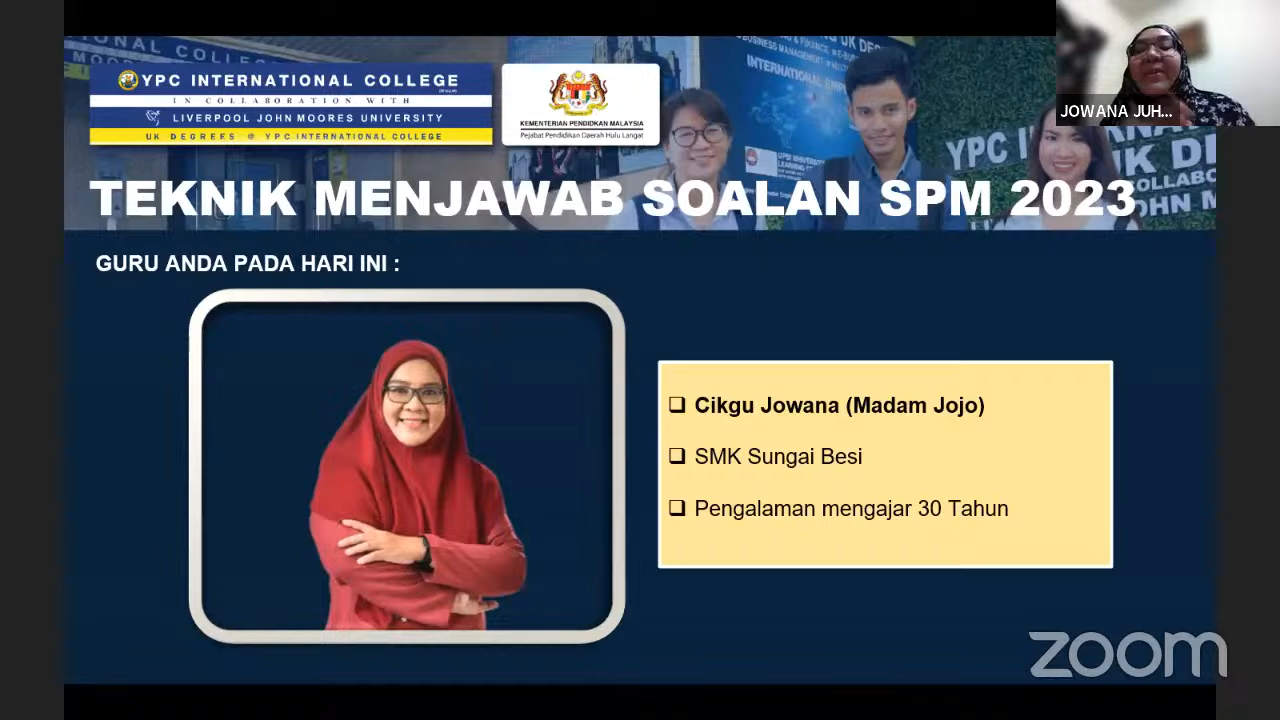 YPC INTERNATIONAL COLLEGE
IN COLLABORATION WITH
LIVERPOOL JOHN MOORES UNIVERSITY
UK DEGREES @ YPC INTERNATIONAL COLLEGE
KEMENTERIAN PENDIDIKAN MALAYSIA
Pejabat Pendidikan Daerah Hulu Langat
JOWANA JUH...
TEKNIK MENJAWAB SOALAN SPM 2023
GURU ANDA PADA HARI INI :
Cikgu Jowana (Madam Jojo)
SMK Sungai Besi
Pengalaman mengajar 30 Tahun
zoom